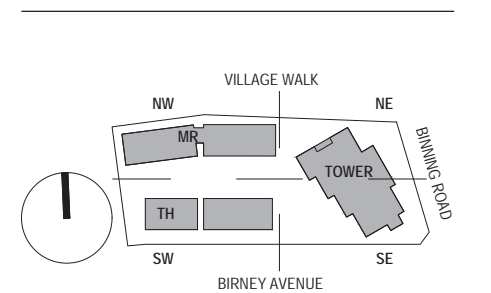 VILLAGE WALK
NW
NE
MR
BINNING ROAD
TOWER
TH
SW
SE
BIRNEY AVENUE